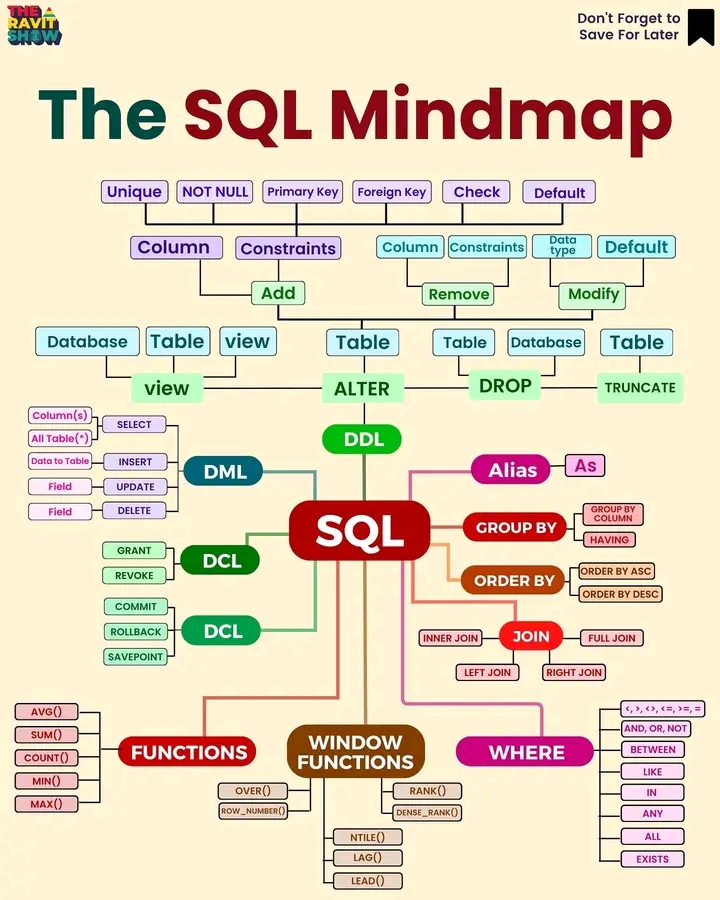 THE
RAVIT
SHOW
Don't Forget to
Save For Later
The SQL Mindmap
Unique
NOT NULL
Primary Key
Foreign Key
Check
Default
Column
Constraints
Column
Constraints
Data
type
Default
Add
Remove
Modify
Database
Table
view
Table
Table
Database
Table
view
ALTER
DROP
TRUNCATE
DDL
Column(s)
All Table(*)
Data to Table
Field
Field
SELECT
INSERT
UPDATE
DELETE
DML
Alias
As
SQL
GROUP BY
GROUP BY
COLUMN
HAVING
GRANT
REVOKE
DCL
ORDER BY
ORDER BY ASC
ORDER BY DESC
COMMIT
ROLLBACK
SAVEPOINT
DCL
INNER JOIN
JOIN
FULL JOIN
LEFT JOIN
RIGHT JOIN
AVG()
SUM()
COUNT()
MIN()
MAX()
FUNCTIONS
WINDOW
FUNCTIONS
OVER()
ROW_NUMBER()
RANK()
DENSE_RANK()
NTILE()
LAG()
LEAD()
WHERE
<, >, <>, <=, >=, =
AND, OR, NOT
BETWEEN
LIKE
IN
ANY
ALL
EXISTS